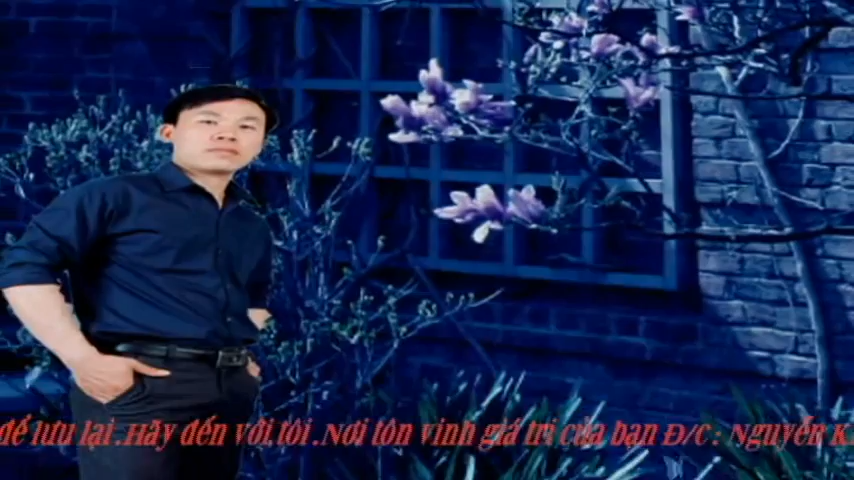 để lưu lại .Hãy đến với tôi .Nơi tôn vinh giá trị của bạn Đ/C : Nguyễn K